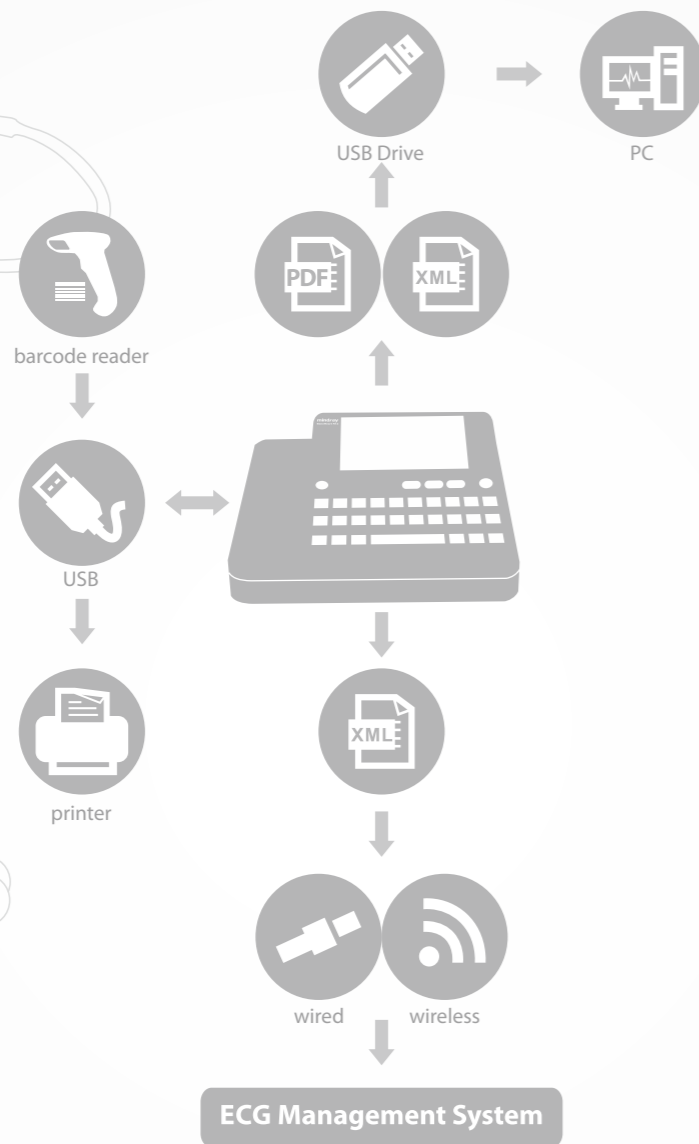 USB Drive
PC
PDF
XML
barcode reader
USB
printer
XML
wired
wireless
ECG Management System